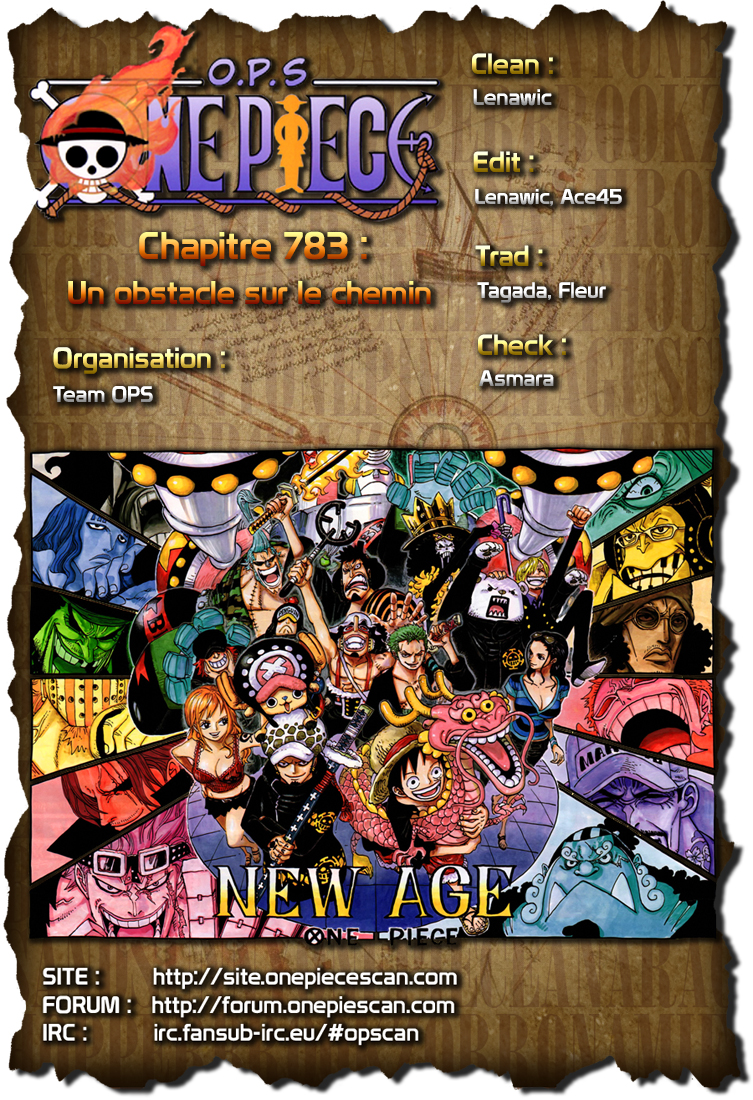 O.P.S
ONE PIECE
Chapitre 783 :
Un obstacle sur le chemin
Organisation :
Team OPS
Clean :
Lenawic
Edit :
Lenawic, Ace45
Trad :
Tagada, Fleur
Check :
Asmara
NEW AGE
ONE PIECE
SITE : http://site.onepiecescan.com
FORUM : http://forum.onepiescan.com
IRC : irc.fansub-irc.eu/#opscan